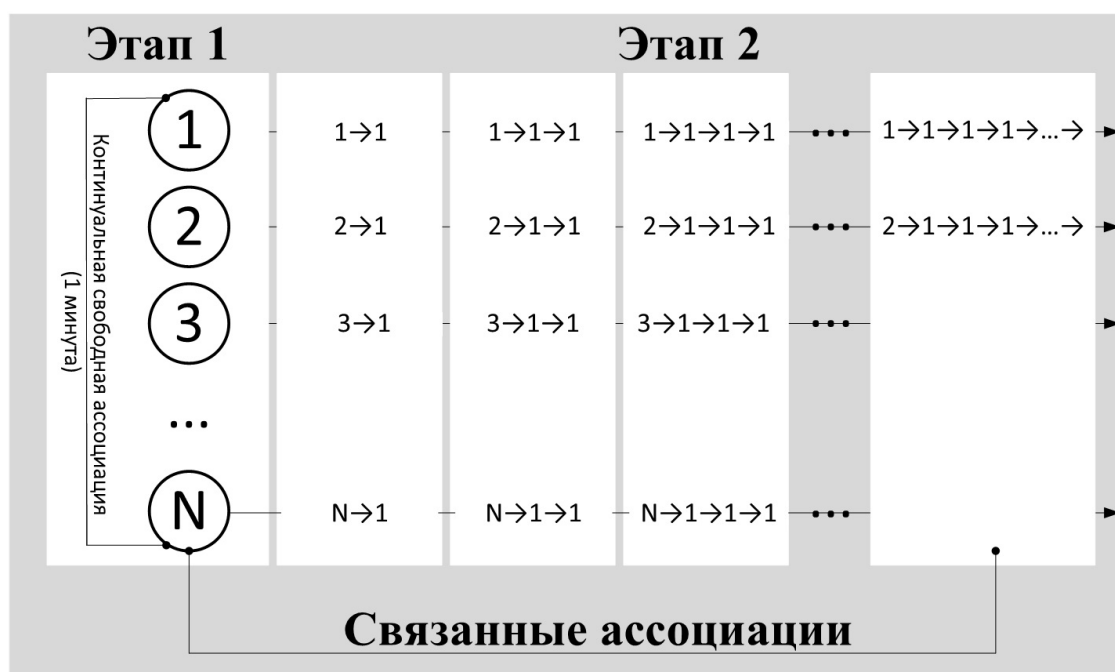 Этап 1
Этап 2
Континуальная свободная ассоциация
(1 минута)
1 1→1 1→1→1 1→1→1→1 ... 1→1→1→1→...→
2 2→1 2→1→1 2→1→1→1 ... 2→1→1→1→...→
3 3→1 3→1→1 3→1→1→1 ...
...
N N→1 N→1→1 N→1→1→1 ...
Связанные ассоциации